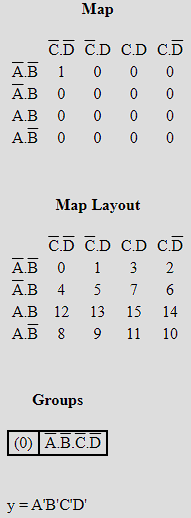 Map
C̅.D̅ C̅.D C.D C.D̅
A̅.B̅ 1 0 0 0
A̅.B 0 0 0 0
A.B 0 0 0 0
A.B̅ 0 0 0 0
Map Layout
C̅.D̅ C̅.D C.D C.D̅
A̅.B̅ 0 1 3 2
A̅.B 4 5 7 6
A.B 12 13 15 14
A.B̅ 8 9 11 10
Groups
(0) A̅.B̅.C̅.D̅
y = A'B'C'D'